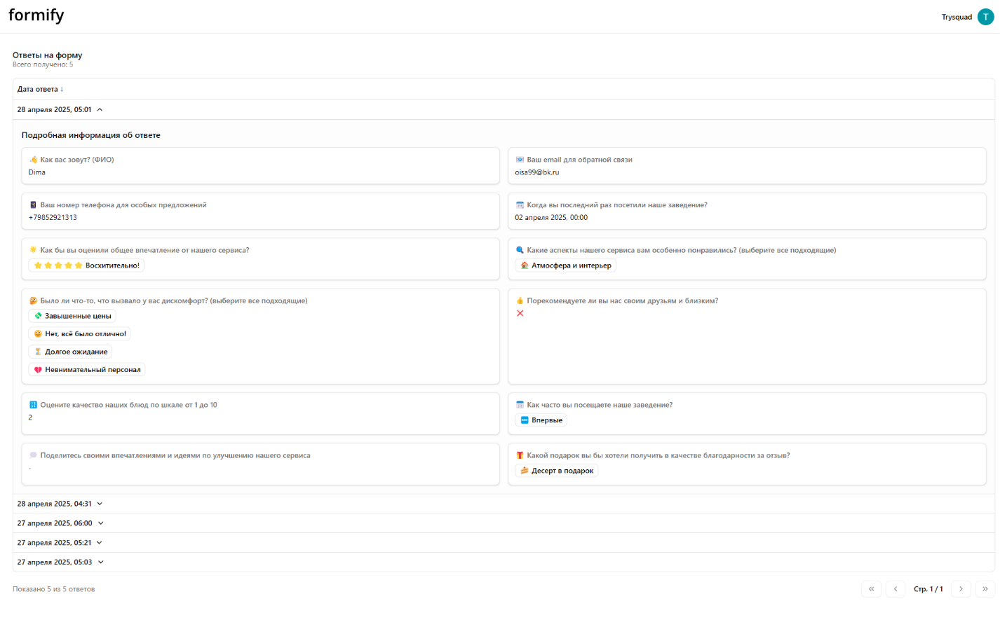 formify
Trysquad
T
Ответы на форму
Всего получено: 5
Дата ответа ↓
28 апреля 2025, 05:01
Подробная информация об ответе
👋 Как вас зовут? (ФИО)
Dima
📧 Ваш email для обратной связи
oisa99@bk.ru
📱 Ваш номер телефона для особых предложений
+79852921313
📅 Когда вы последний раз посетили наше заведение?
02 апреля 2025, 00:00
🌟 Как бы вы оценили общее впечатление от нашего сервиса?
⭐⭐⭐⭐⭐ Восхитительно!
🔍 Какие аспекты нашего сервиса вам особенно понравились? (выберите все подходящие)
🏠 Атмосфера и интерьер
🤔 Было ли что-то, что вызвало у вас дискомфорт? (выберите все подходящие)
💸 Завышенные цены
😊 Нет, всё было отлично!
⏳ Долгое ожидание
💔 Невнимательный персонал
👍 Порекомендуете ли вы нас своим друзьям и близким?
❌
🔢 Оцените качество наших блюд по шкале от 1 до 10
2
📅 Как часто вы посещаете наше заведение?
🆕 Впервые
💭 Поделитесь своими впечатлениями и идеями по улучшению нашего сервиса
-
🎁 Какой подарок вы бы хотели получить в качестве благодарности за отзыв?
🍰 Десерт в подарок
28 апреля 2025, 04:31
27 апреля 2025, 06:00
27 апреля 2025, 05:21
27 апреля 2025, 05:03
Показано 5 из 5 ответов
« ‹ Стр. 1 / 1 › »